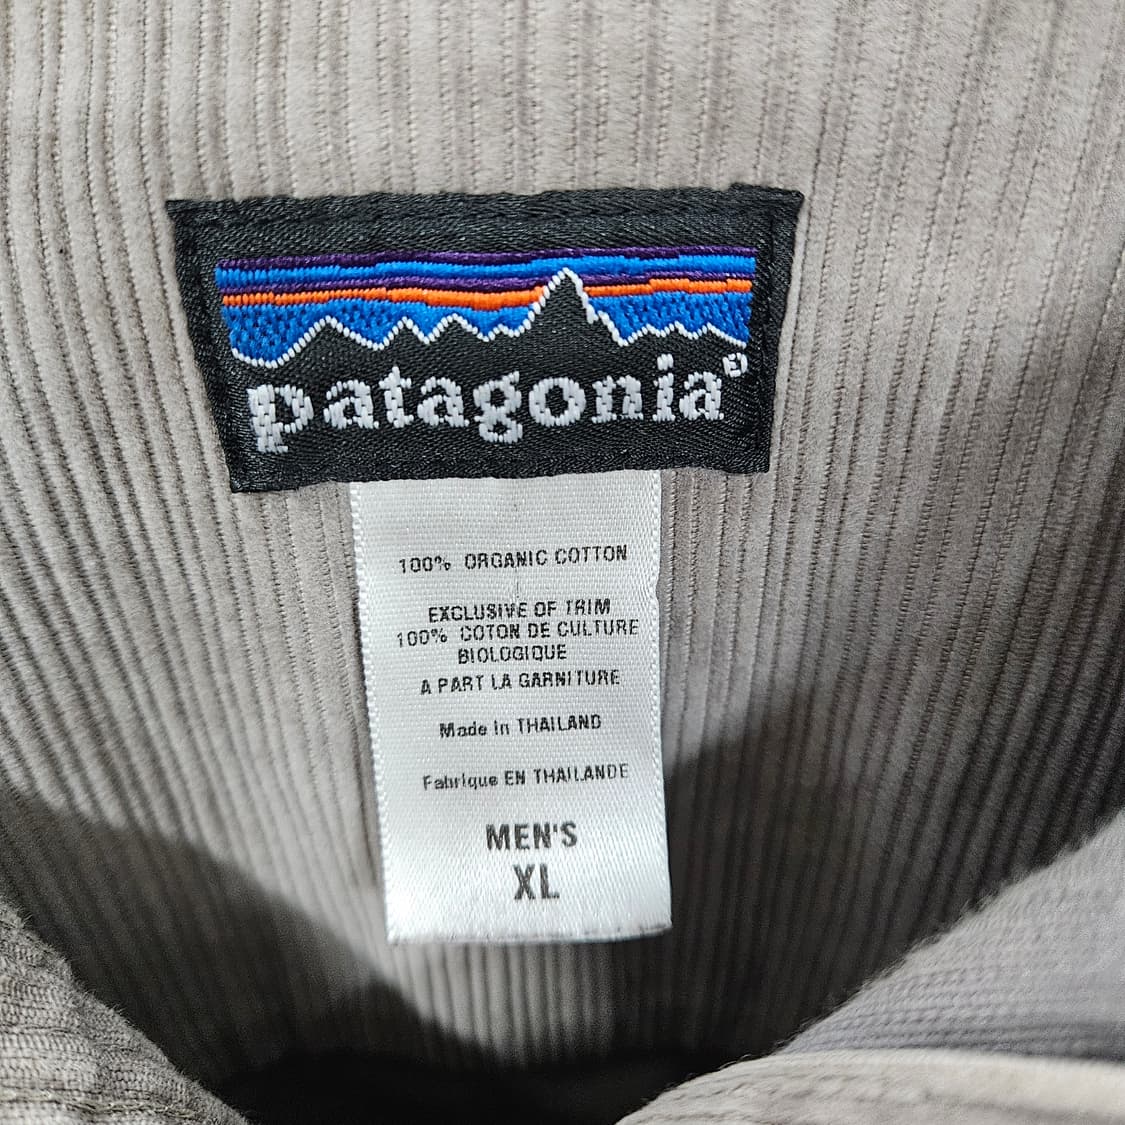 patagonia®
100% ORGANIC COTTON
EXCLUSIVE OF TRIM
100% COTON DE CULTURE
BIOLOGIQUE
A PART LA GARNITURE
Made in THAILAND
Fabrique EN THAILANDE
MEN'S
XL